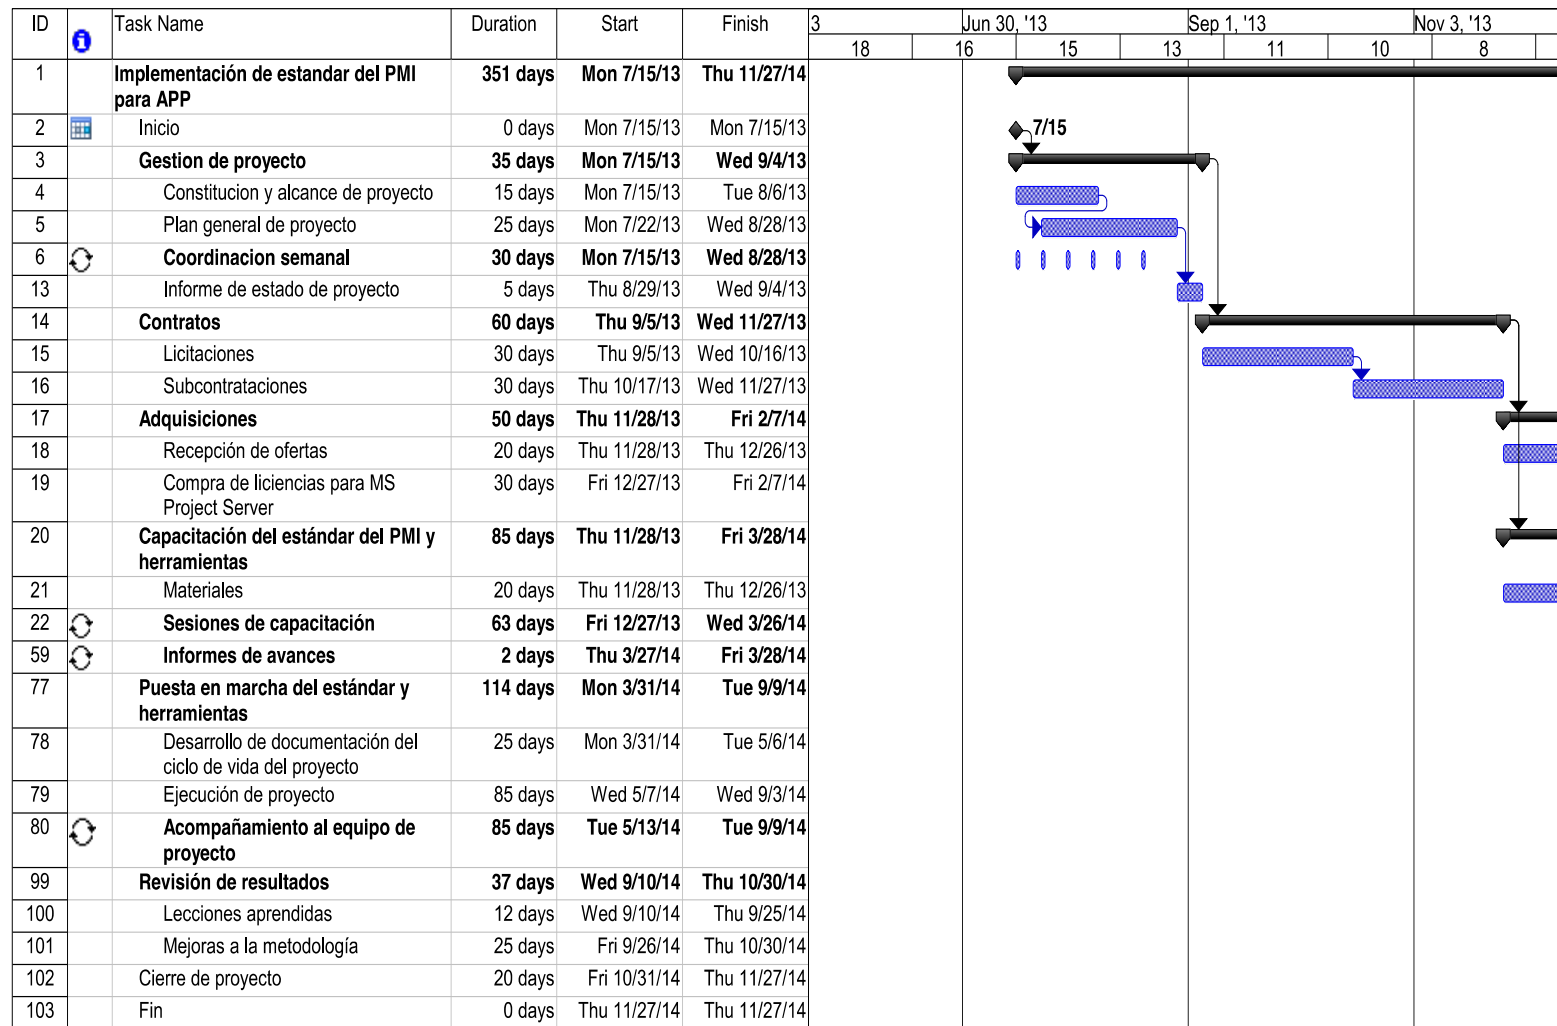 ID Task Name Duration Start Finish 3 Jun 30, '13 Sep 1, '13 Nov 3, '13
18 16 15 13 11 10 8
1 Implementación de estandar del PMI 351 days Mon 7/15/13 Thu 11/27/14
para APP
2 Inicio 0 days Mon 7/15/13 Mon 7/15/13 7/15
3 Gestion de proyecto 35 days Mon 7/15/13 Wed 9/4/13
4 Constitucion y alcance de proyecto 15 days Mon 7/15/13 Tue 8/6/13
5 Plan general de proyecto 25 days Mon 7/22/13 Wed 8/28/13
6 Coordinacion semanal 30 days Mon 7/15/13 Wed 8/28/13
13 Informe de estado de proyecto 5 days Thu 8/29/13 Wed 9/4/13
14 Contratos 60 days Thu 9/5/13 Wed 11/27/13
15 Licitaciones 30 days Thu 9/5/13 Wed 10/16/13
16 Subcontrataciones 30 days Thu 10/17/13 Wed 11/27/13
17 Adquisiciones 50 days Thu 11/28/13 Fri 2/7/14
18 Recepción de ofertas 20 days Thu 11/28/13 Thu 12/26/13
19 Compra de liciencias para MS 30 days Fri 12/27/13 Fri 2/7/14
Project Server
20 Capacitación del estándar del PMI y 85 days Thu 11/28/13 Fri 3/28/14
herramientas
21 Materiales 20 days Thu 11/28/13 Thu 12/26/13
22 Sesiones de capacitación 63 days Fri 12/27/13 Wed 3/26/14
59 Informes de avances 2 days Thu 3/27/14 Fri 3/28/14
77 Puesta en marcha del estándar y 114 days Mon 3/31/14 Tue 9/9/14
herramientas
78 Desarrollo de documentación del 25 days Mon 3/31/14 Tue 5/6/14
ciclo de vida del proyecto
79 Ejecución de proyecto 85 days Wed 5/7/14 Wed 9/3/14
80 Acompañamiento al equipo de 85 days Tue 5/13/14 Tue 9/9/14
proyecto
99 Revisión de resultados 37 days Wed 9/10/14 Thu 10/30/14
100 Lecciones aprendidas 12 days Wed 9/10/14 Thu 9/25/14
101 Mejoras a la metodología 25 days Fri 9/26/14 Thu 10/30/14
102 Cierre de proyecto 20 days Fri 10/31/14 Thu 11/27/14
103 Fin 0 days Thu 11/27/14 Thu 11/27/14